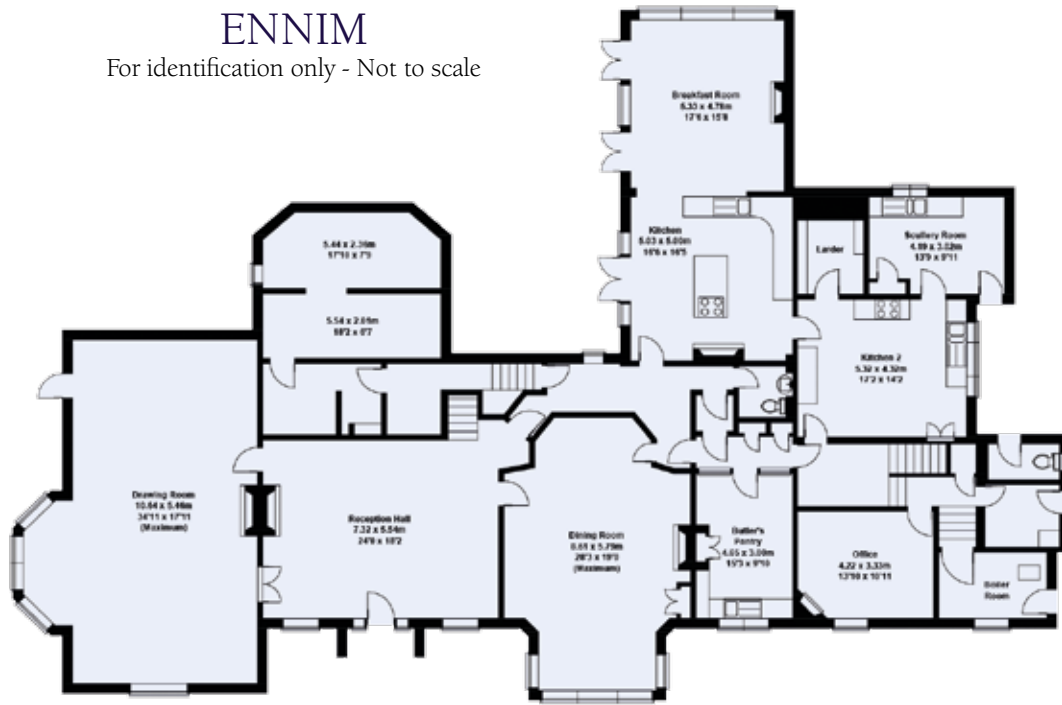 ENNIM
For identification only - Not to scale
Breakfast Room
5.33 x 4.78m
17'6 x 15'8
5.44 x 2.36m
17'10 x 7'9
Kitchen
5.03 x 5.00m
16'6 x 16'5
Larder
Scullery Room
4.19 x 3.02m
13'9 x 9'11
5.54 x 2.01m
18'2 x 6'7
Kitchen 2
5.32 x 4.32m
17'2 x 14'2
Drawing Room
10.64 x 5.46m
34'11 x 17'11
(Maximum)
Reception Hall
7.32 x 5.54m
24'0 x 18'2
Dining Room
x 5.79m
x 19'0
(Maximum)
Butler's
Pantry
4.65 x 3.00m
15'3 x 9'10
Office
4.22 x 3.33m
13'10 x 10'11
Boiler
Room